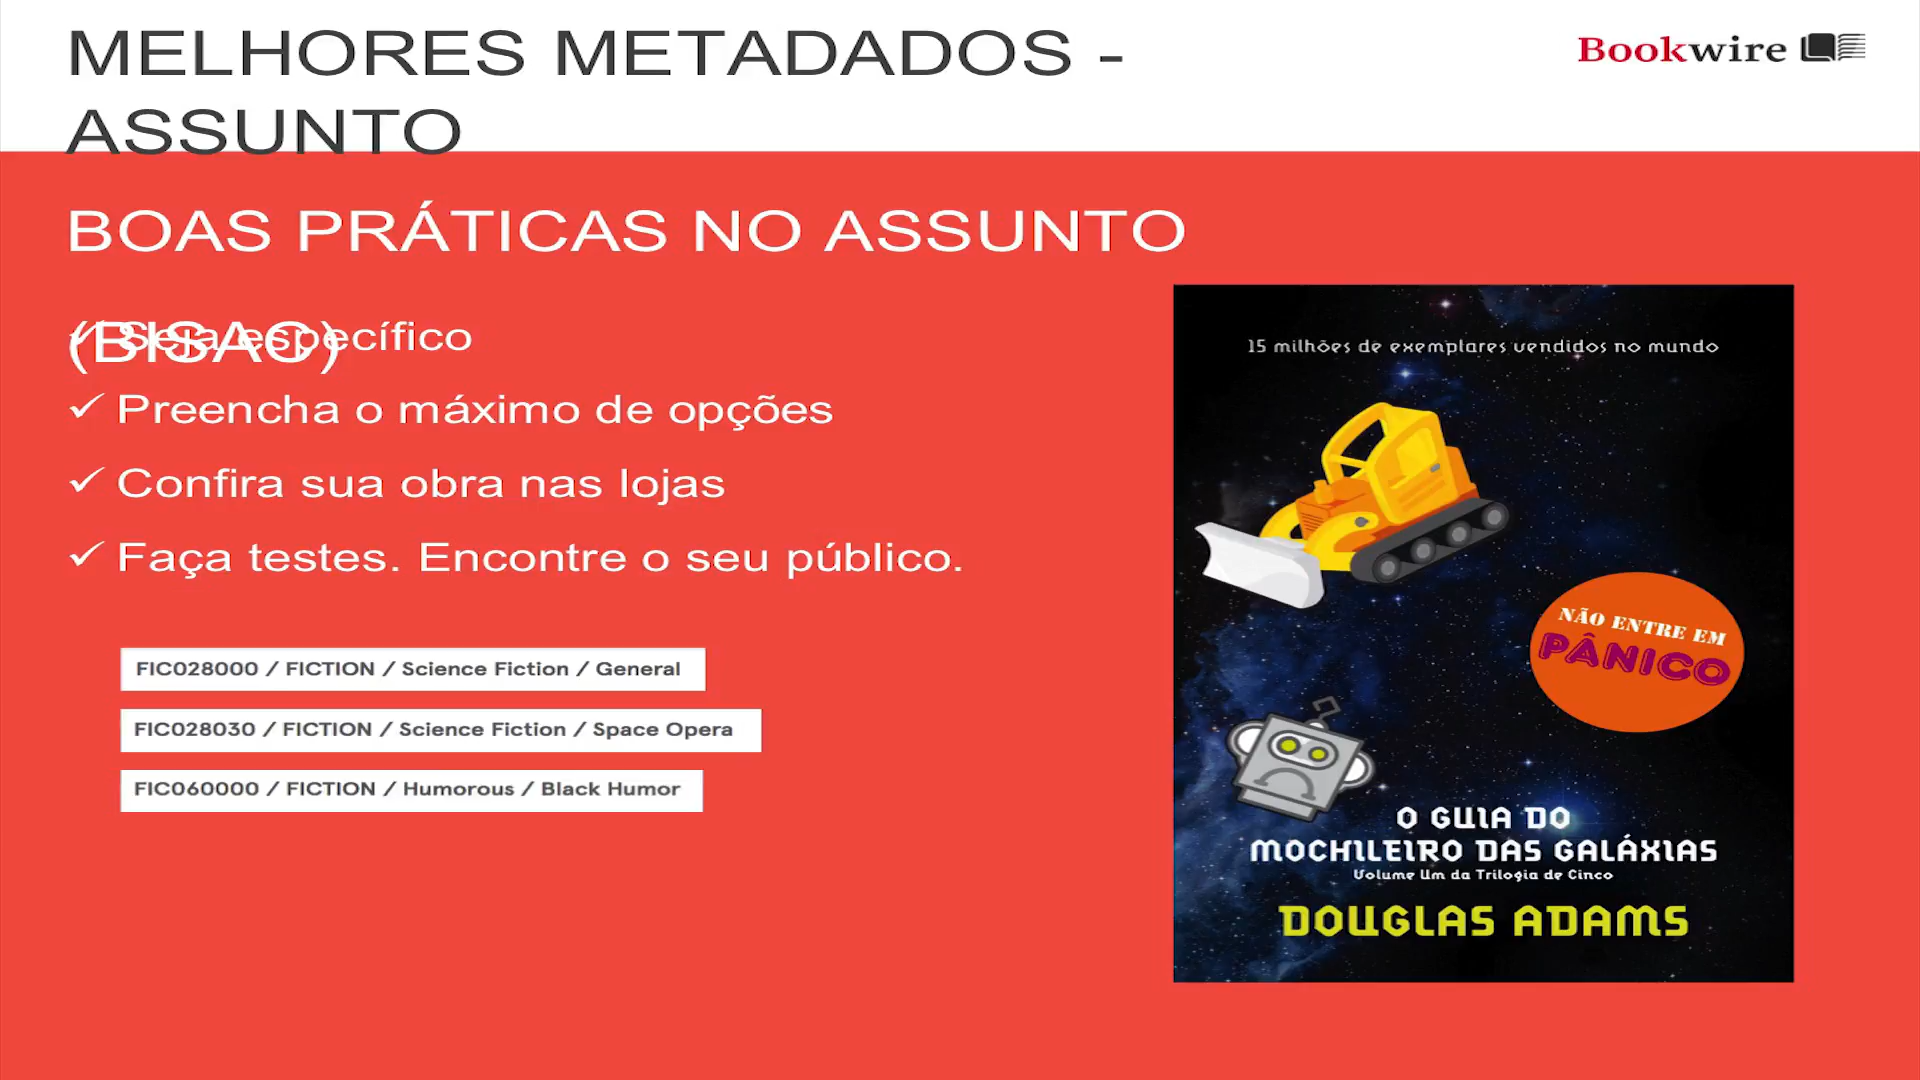 MELHORES METADADOS -
ASSUNTO
Bookwire
BOAS PRÁTICAS NO ASSUNTO
(BISAC)
✓ Seja específico
✓ Preencha o máximo de opções
✓ Confira sua obra nas lojas
✓ Faça testes. Encontre o seu público.
FIC028000 / FICTION / Science Fiction / General
FIC028030 / FICTION / Science Fiction / Space Opera
FIC060000 / FICTION / Humorous / Black Humor
15 milhões de exemplares vendidos no mundo
NÃO ENTRE EM
PÂNICO
O GUIA DO
MOCHILEIRO DAS GALÁXIAS
Volume Um da Trilogia de Cinco
DOUGLAS ADAMS